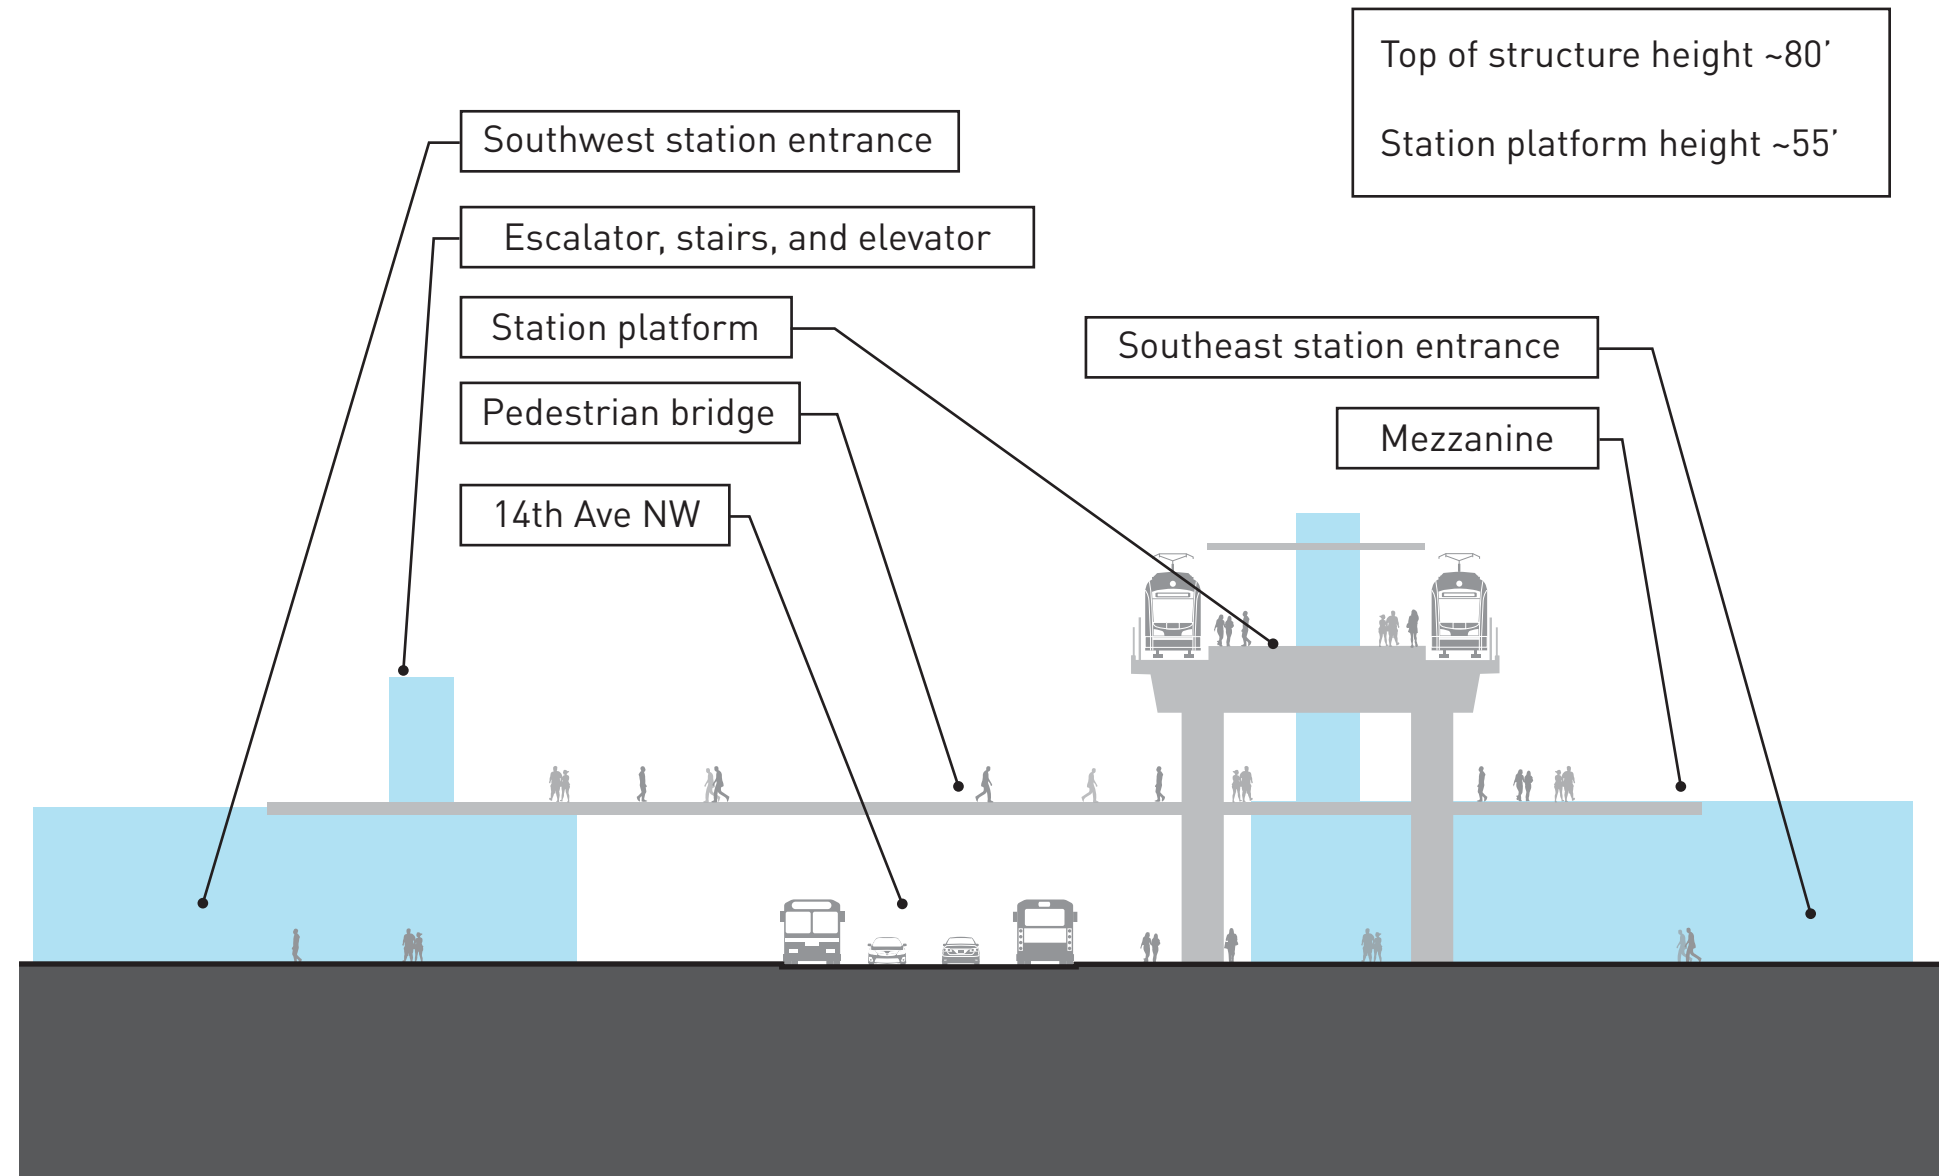 Top of structure height ~80’
Station platform height ~55’
Southwest station entrance
Escalator, stairs, and elevator
Station platform
Pedestrian bridge
14th Ave NW
Southeast station entrance
Mezzanine